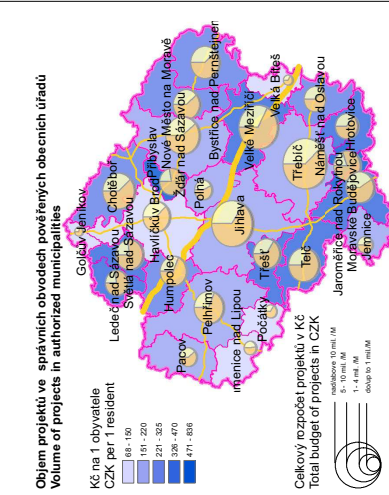 Objem projektů ve správních obvodech pověřených obecních úřadů
Volume of projects in authorized municipalities
Kč na 1 obyvatele
CZK per 1 resident
68 - 150
151 - 220
221 - 325
326 - 470
471 - 836
Golčův Jeníkov
Chotěboř
Ledeč nad Sázavou
Světlá nad Sázavou
Havlíčkův Brod
Přibyslav
Nové Město na Moravě
Žďár nad Sázavou
Bystřice nad Pernštejnem
Humpolec
Polná
Pacov
Pelhřimov
Jihlava
Velké Meziříčí
Velká Bíteš
menice nad Lipou
Počátky
Třešť
Telč
Třebíč
Náměšť nad Oslavou
Jaroměřice nad Rokytnou
Moravské Budějovice
Hrotovice
Jemnice
Celkový rozpočet projektů v Kč
Total budget of projects in CZK
nad/above 10 mil. /M
5 - 10 mil. /M
1 - 4 mil. /M
do/up to 1 mil./M